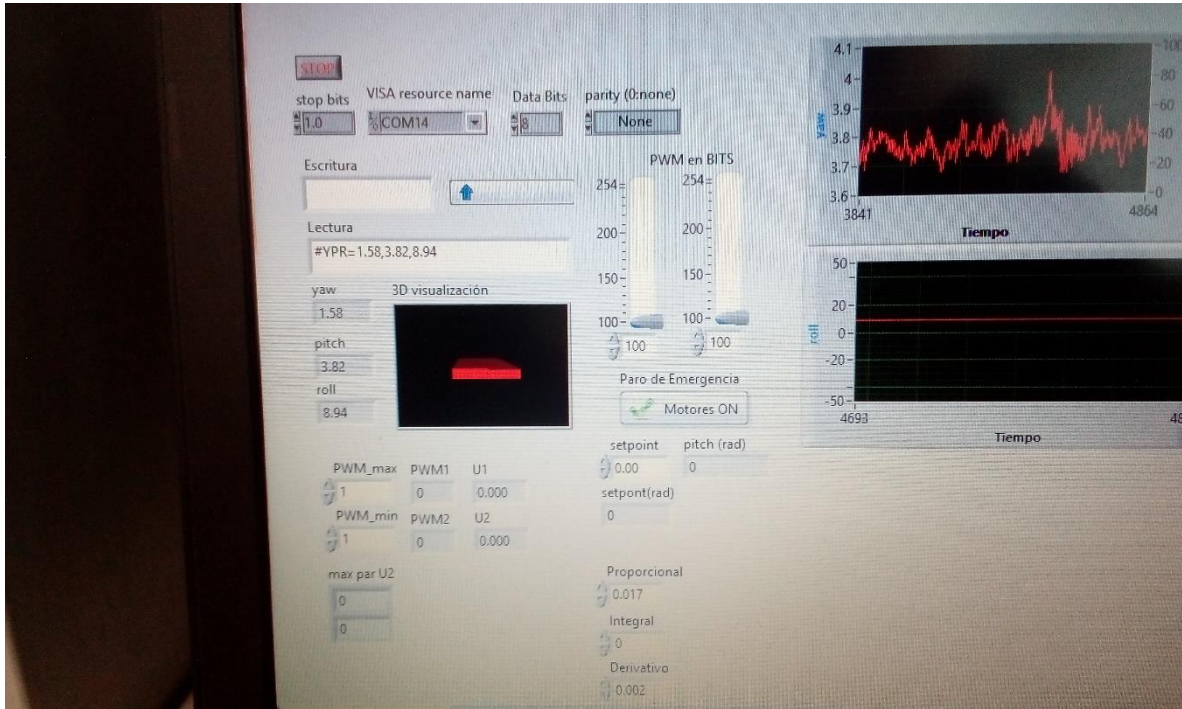 STOP
stop bits
1.0
VISA resource name
COM14
Data Bits
8
parity (0:none)
None
Escritura
Lectura
#YPR=1.58,3.82,8.94
yaw
1.58
pitch
3.82
roll
8.94
3D visualización
PWM en BITS
254
200
150
100
100
254
200
150
100
100
Paro de Emergencia
Motores ON
setpoint
0.00
pitch (rad)
0
setpont(rad)
0
PWM_max
1
PWM1
0
U1
0.000
PWM_min
1
PWM2
0
U2
0.000
max par U2
0
0
Proporcional
0.017
Integral
0
Derivativo
0.002
yaw
4.1
4
3.9
3.8
3.7
3.6
100
80
60
40
20
0
3841
4864
Tiempo
roll
50
20
0
-20
-50
4693
48
Tiempo